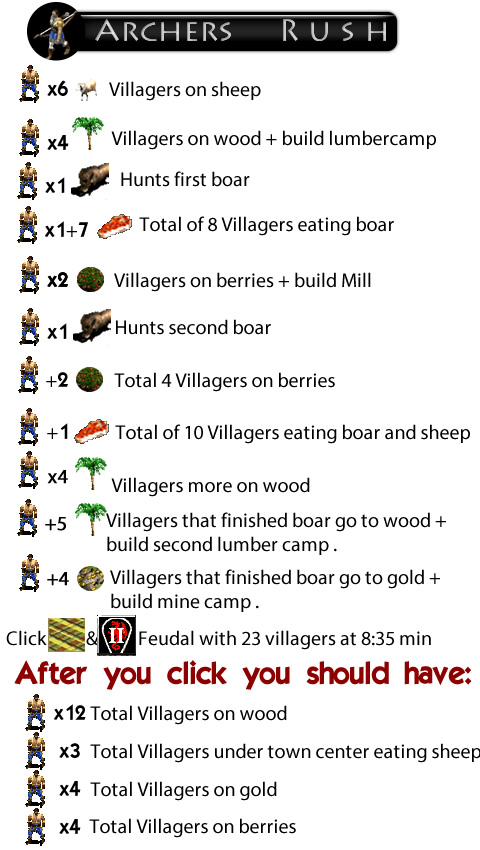 ARCHERS RUSH
x6 Villagers on sheep
x4 Villagers on wood + build lumbercamp
x1 Hunts first boar
x1+7 Total of 8 Villagers eating boar
x2 Villagers on berries + build Mill
x1 Hunts second boar
+2 Total 4 Villagers on berries
+1 Total of 10 Villagers eating boar and sheep
x4 Villagers more on wood
+5 Villagers that finished boar go to wood +
build second lumber camp .
+4 Villagers that finished boar go to gold +
build mine camp .
Click & II Feudal with 23 villagers at 8:35 min
After you click you should have:
x12 Total Villagers on wood
x3 Total Villagers under town center eating sheep
x4 Total Villagers on gold
x4 Total Villagers on berries